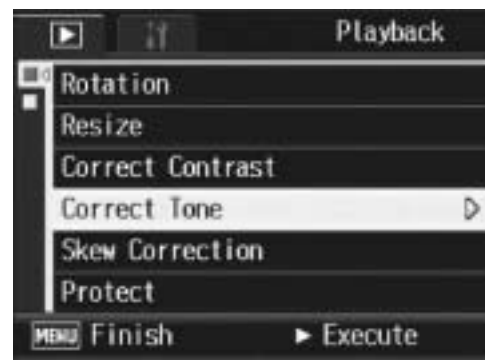 Playback
Rotation
Resize
Correct Contrast
Correct Tone
Skew Correction
Protect
MENU Finish ► Execute